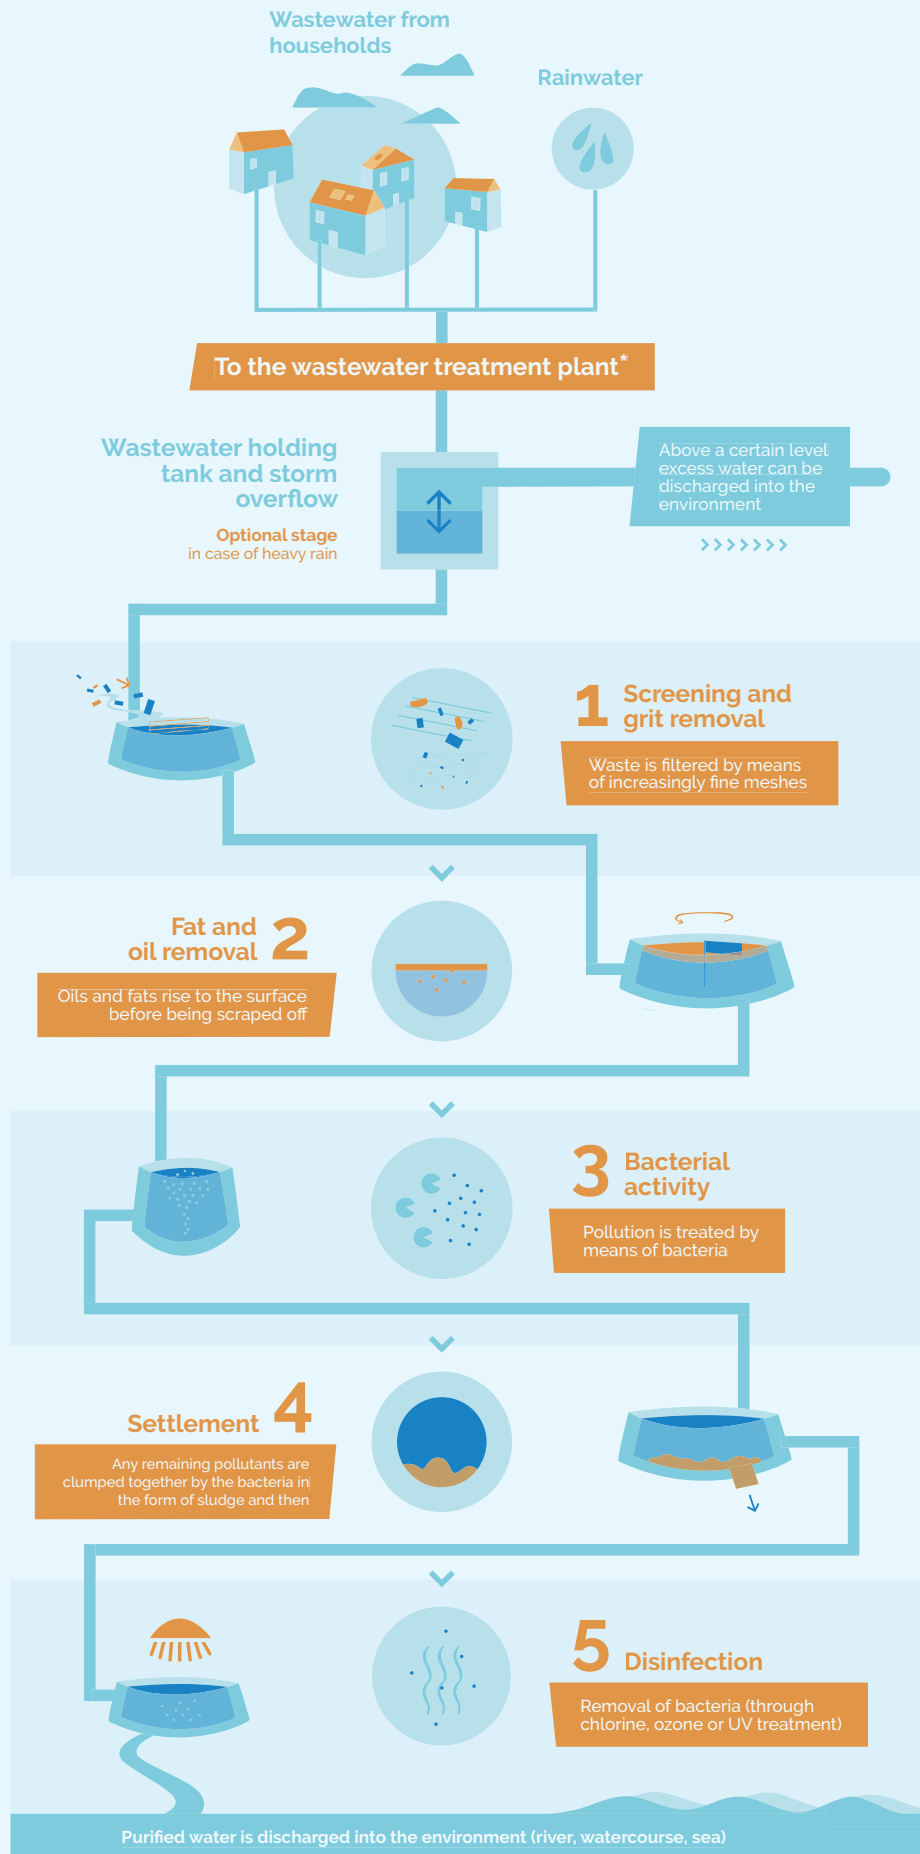 Wastewater from
households
Rainwater
To the wastewater treatment plant*
Wastewater holding
tank and storm
overflow
Optional stage
in case of heavy rain
Above a certain level
excess water can be
discharged into the
environment
1
Screening and
grit removal
Waste is filtered by means
of increasingly fine meshes
Fat and
oil removal
2
Oils and fats rise to the surface
before being scraped off
3
Bacterial
activity
Pollution is treated by
means of bacteria
Settlement 4
Any remaining pollutants are
clumped together by the bacteria in
the form of sludge and then
5 Disinfection
Removal of bacteria (through
chlorine, ozone or UV treatment)
Purified water is discharged into the environment (river, watercourse, sea)